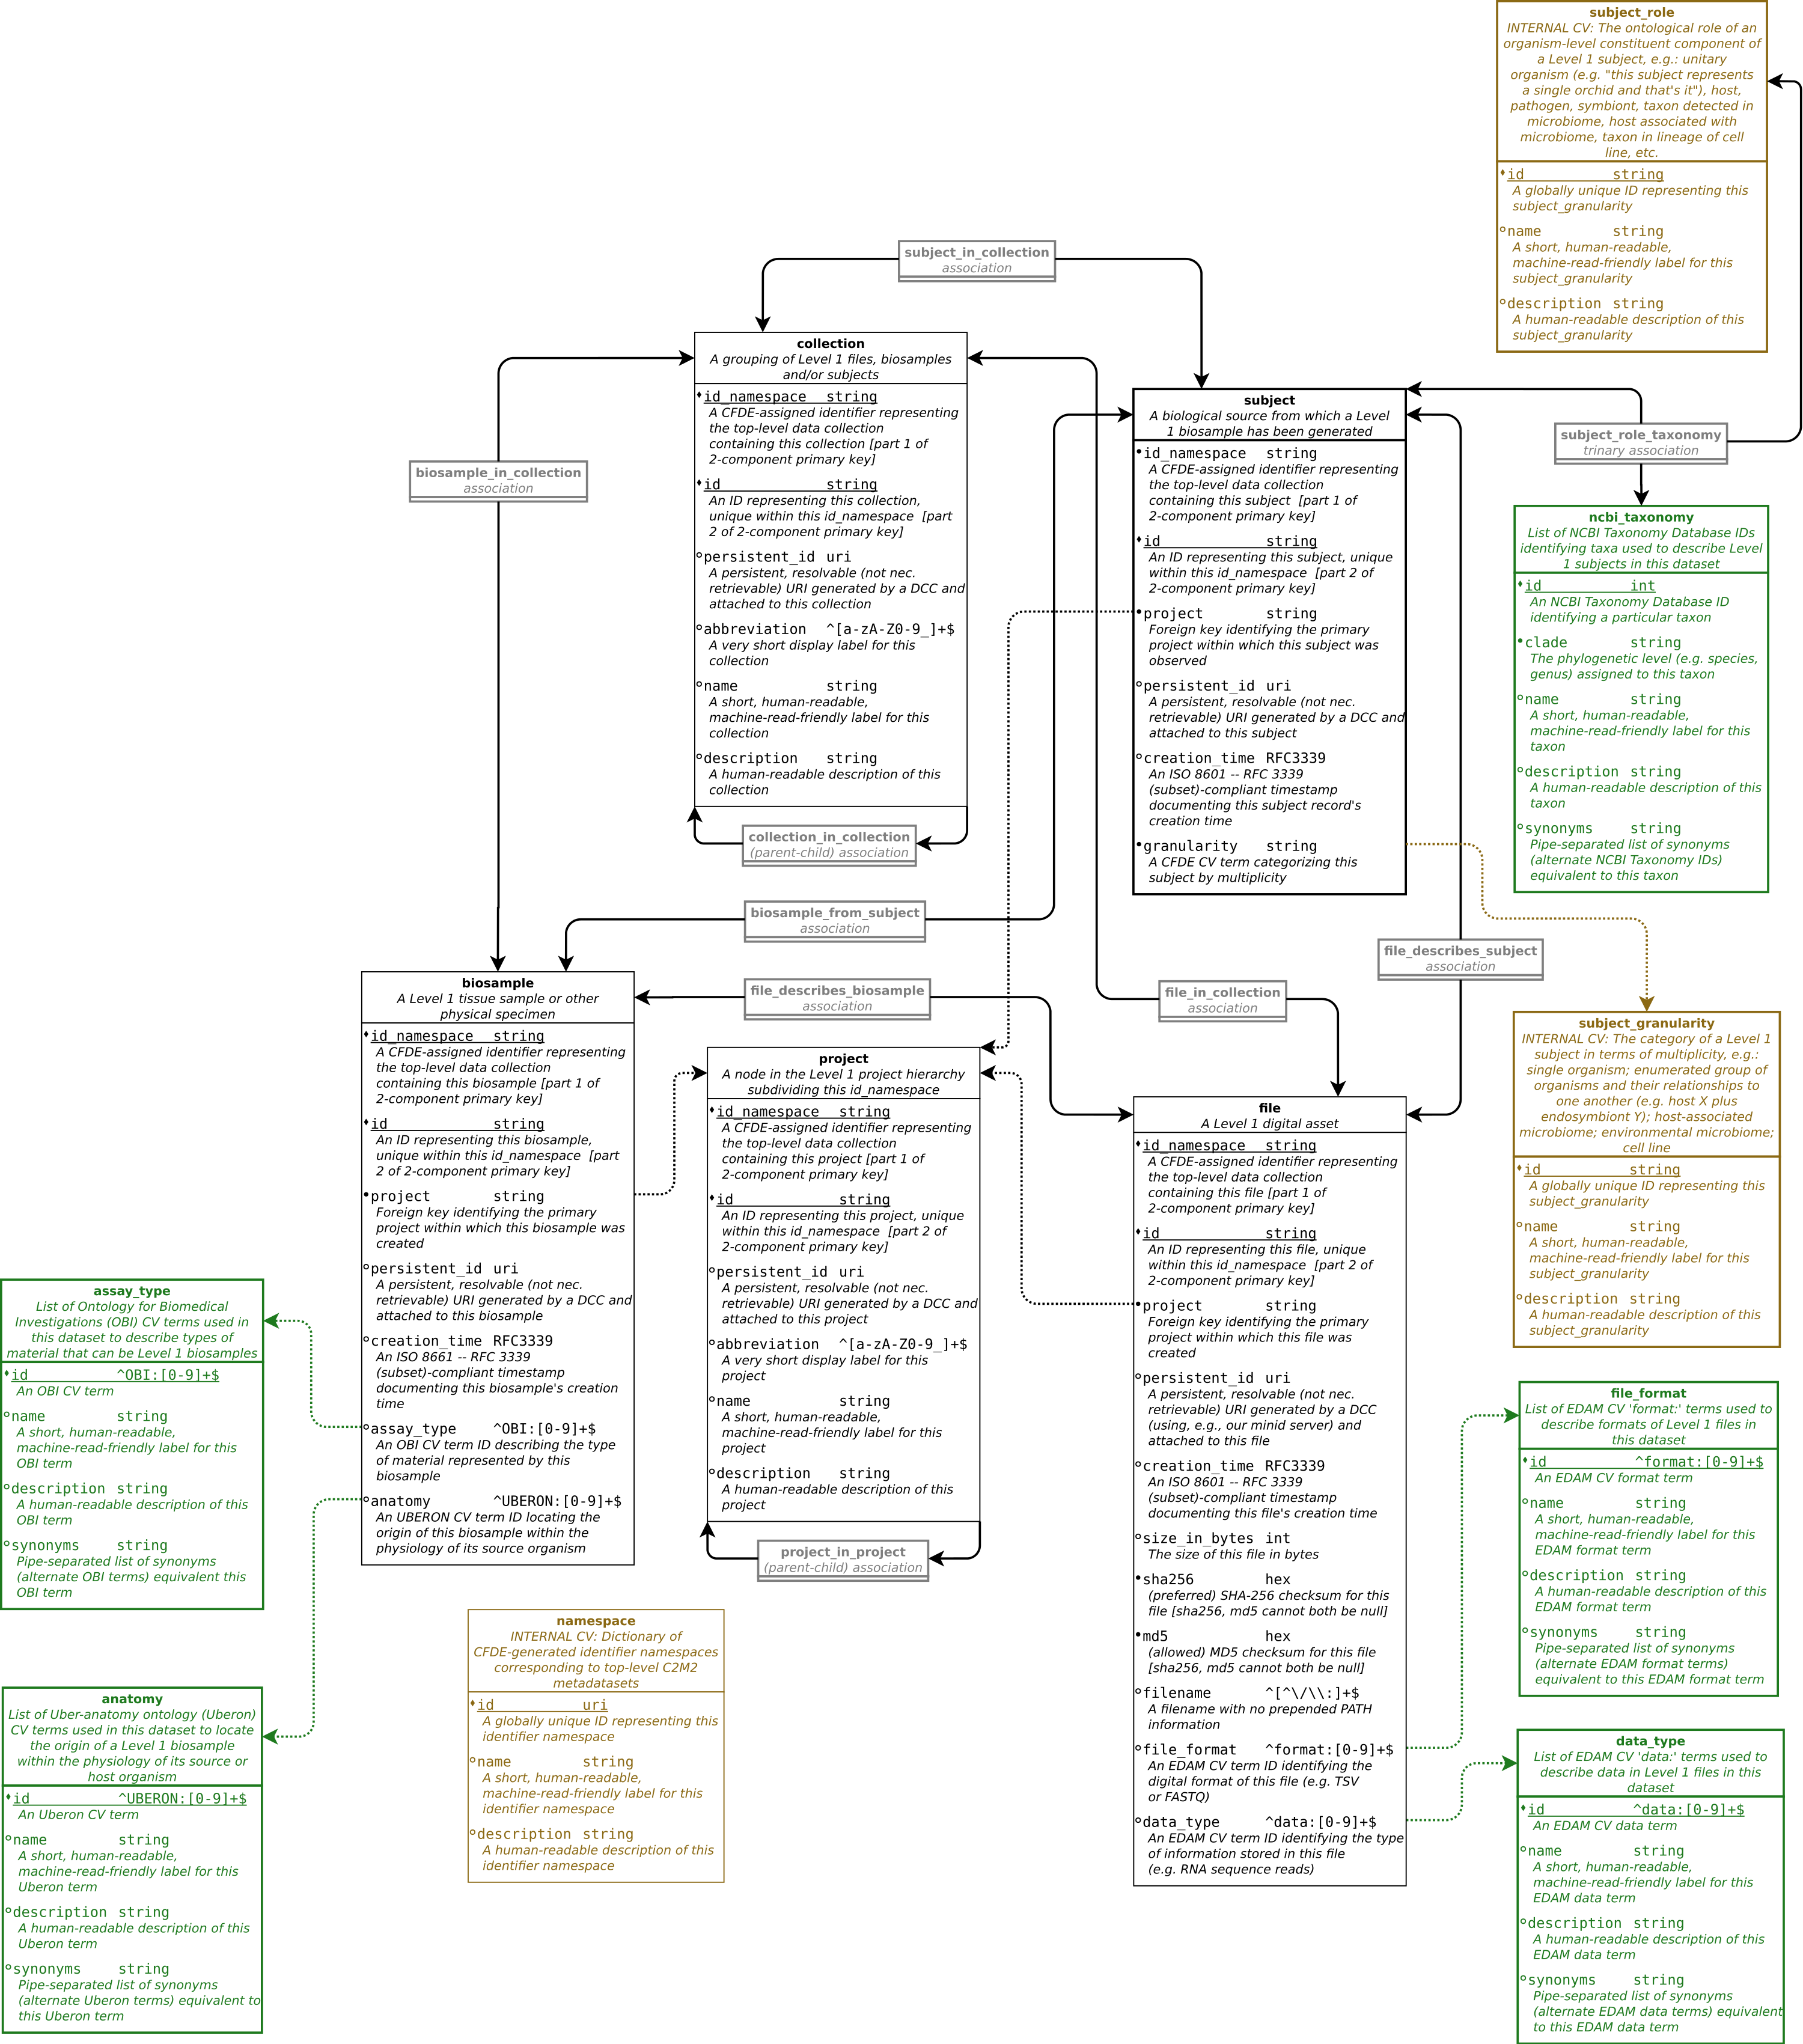 subject_role
INTERNAL CV: The ontological role of an
organism-level constituent component of
a Level 1 subject, e.g.: unitary
organism (e.g. "this subject represents
a single orchid and that's it"), host,
pathogen, symbiont, taxon detected in
microbiome, host associated with
microbiome, taxon in lineage of cell
line, etc.
id string
A globally unique ID representing this
subject_granularity
name string
A short, human-readable,
machine-read-friendly label for this
subject_granularity
description string
A human-readable description of this
subject_granularity
subject_in_collection
association
collection
A grouping of Level 1 files, biosamples
and/or subjects
id_namespace string
A CFDE-assigned identifier representing
the top-level data collection
containing this collection [part 1 of
2-component primary key]
id string
An ID representing this collection,
unique within this id_namespace [part
2 of 2-component primary key]
persistent_id uri
A persistent, resolvable (not nec.
retrievable) URI generated by a DCC and
attached to this collection
abbreviation ^[a-zA-Z0-9_]+$
A very short display label for this
collection
name string
A short, human-readable,
machine-read-friendly label for this
collection
description string
A human-readable description of this
collection
collection_in_collection
(parent-child) association
biosample_in_collection
association
subject
A biological source from which a Level
1 biosample has been generated
id_namespace string
A CFDE-assigned identifier representing
the top-level data collection
containing this subject [part 1 of
2-component primary key]
id string
An ID representing this subject, unique
within this id_namespace [part 2 of
2-component primary key]
project string
Foreign key identifying the primary
project within which this subject was
observed
persistent_id uri
A persistent, resolvable (not nec.
retrievable) URI generated by a DCC and
attached to this subject
creation_time RFC3339
An ISO 8601 -- RFC 3339
(subset)-compliant timestamp
documenting this subject record's
creation time
granularity string
A CFDE CV term categorizing this
subject by multiplicity
subject_role_taxonomy
trinary association
ncbi_taxonomy
List of NCBI Taxonomy Database IDs
identifying taxa used to describe Level
1 subjects in this dataset
id int
An NCBI Taxonomy Database ID
identifying a particular taxon
clade string
The phylogenetic level (e.g. species,
genus) assigned to this taxon
name string
A short, human-readable,
machine-read-friendly label for this
taxon
description string
A human-readable description of this
taxon
synonyms string
Pipe-separated list of synonyms
(alternate NCBI Taxonomy IDs)
equivalent to this taxon
biosample_from_subject
association
file_describes_subject
association
file_describes_biosample
association
file_in_collection
association
biosample
A Level 1 tissue sample or other
physical specimen
id_namespace string
A CFDE-assigned identifier representing
the top-level data collection
containing this biosample [part 1 of
2-component primary key]
id string
An ID representing this biosample,
unique within this id_namespace [part
2 of 2-component primary key]
project string
Foreign key identifying the primary
project within which this biosample was
created
persistent_id uri
A persistent, resolvable (not nec.
retrievable) URI generated by a DCC and
attached to this biosample
creation_time RFC3339
An ISO 8661 -- RFC 3339
(subset)-compliant timestamp
documenting this biosample's creation
time
assay_type ^OBI:[0-9]+$
An OBI CV term ID describing the type
of material represented by this
biosample
anatomy ^UBERON:[0-9]+$
An UBERON CV term ID locating the
origin of this biosample within the
physiology of its source organism
project
A node in the Level 1 project hierarchy
subdividing this id_namespace
id_namespace string
A CFDE-assigned identifier representing
the top-level data collection
containing this project [part 1 of
2-component primary key]
id string
An ID representing this project, unique
within this id_namespace [part 2 of
2-component primary key]
persistent_id uri
A persistent, resolvable (not nec.
retrievable) URI generated by a DCC and
attached to this project
abbreviation ^[a-zA-Z0-9_]+$
A very short display label for this
project
name string
A short, human-readable,
machine-read-friendly label for this
project
description string
A human-readable description of this
project
project_in_project
(parent-child) association
file
A Level 1 digital asset
id_namespace string
A CFDE-assigned identifier representing
the top-level data collection
containing this file [part 1 of
2-component primary key]
id string
An ID representing this file, unique
within this id_namespace [part 2 of
2-component primary key]
project string
Foreign key identifying the primary
project within which this file was
created
persistent_id uri
A persistent, resolvable (not nec.
retrievable) URI generated by a DCC
(using, e.g., our minid server) and
attached to this file
creation_time RFC3339
An ISO 8601 -- RFC 3339
(subset)-compliant timestamp
documenting this file's creation time
size_in_bytes int
The size of this file in bytes
sha256 hex
(preferred) SHA-256 checksum for this
file [sha256, md5 cannot both be null]
md5 hex
(allowed) MD5 checksum for this file
[sha256, md5 cannot both be null]
filename ^[^\/\\:]+$
A filename with no prepended PATH
information
file_format ^format:[0-9]+$
An EDAM CV term ID identifying the
digital format of this file (e.g. TSV
or FASTQ)
data_type ^data:[0-9]+$
An EDAM CV term ID identifying the type
of information stored in this file
(e.g. RNA sequence reads)
subject_granularity
INTERNAL CV: The category of a Level 1
subject in terms of multiplicity, e.g.:
single organism; enumerated group of
organisms and their relationships to
one another (e.g. host X plus
endosymbiont Y); host-associated
microbiome; environmental microbiome;
cell line
id string
A globally unique ID representing this
subject_granularity
name string
A short, human-readable,
machine-read-friendly label for this
subject_granularity
description string
A human-readable description of this
subject_granularity
assay_type
List of Ontology for Biomedical
Investigations (OBI) CV terms used in
this dataset to describe types of
material that can be Level 1 biosamples
id ^OBI:[0-9]+$
An OBI CV term
name string
A short, human-readable,
machine-read-friendly label for this
OBI term
description string
A human-readable description of this
OBI term
synonyms string
Pipe-separated list of synonyms
(alternate OBI terms) equivalent this
OBI term
anatomy
List of Uber-anatomy ontology (Uberon)
CV terms used in this dataset to locate
the origin of a Level 1 biosample
within the physiology of its source or
host organism
id ^UBERON:[0-9]+$
An Uberon CV term
name string
A short, human-readable,
machine-read-friendly label for this
Uberon term
description string
A human-readable description of this
Uberon term
synonyms string
Pipe-separated list of synonyms
(alternate Uberon terms) equivalent to
this Uberon term
namespace
INTERNAL CV: Dictionary of
CFDE-generated identifier namespaces
corresponding to top-level C2M2
metadatasets
id uri
A globally unique ID representing this
identifier namespace
name string
A short, human-readable,
machine-read-friendly label for this
identifier namespace
description string
A human-readable description of this
identifier namespace
file_format
List of EDAM CV 'format:' terms used to
describe formats of Level 1 files in
this dataset
id ^format:[0-9]+$
An EDAM CV format term
name string
A short, human-readable,
machine-read-friendly label for this
EDAM format term
description string
A human-readable description of this
EDAM format term
synonyms string
Pipe-separated list of synonyms
(alternate EDAM format terms)
equivalent to this EDAM format term
data_type
List of EDAM CV 'data:' terms used to
describe data in Level 1 files in this
dataset
id ^data:[0-9]+$
An EDAM CV data term
name string
A short, human-readable,
machine-read-friendly label for this
EDAM data term
description string
A human-readable description of this
EDAM data term
synonyms string
Pipe-separated list of synonyms
(alternate EDAM data terms) equivalent
to this EDAM data term